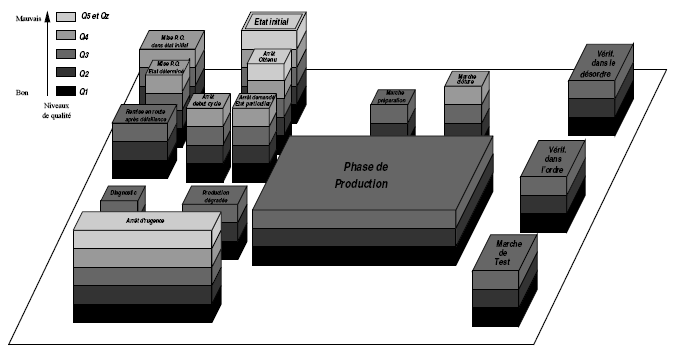 Mauvais
Q5 et Qz
Q4
Q3
Q2
Bon
Q1
Niveaux
de qualité
Etat initial
Mise P.O.
dans état initial
Arrêt
Obtenu
Mise P.O.
Etat déterminé
Vérif.
dans le
désordre
Marche
clôture
Marche
préparation
Arrêt
début cycle
Arrêt demandé
Etat particulier
Remise en route
après défaillance
Phase de
Production
Vérif.
dans
l'ordre
Diagnostic
Production
dégradée
Arrêt d'rugence
Marche
de
Test